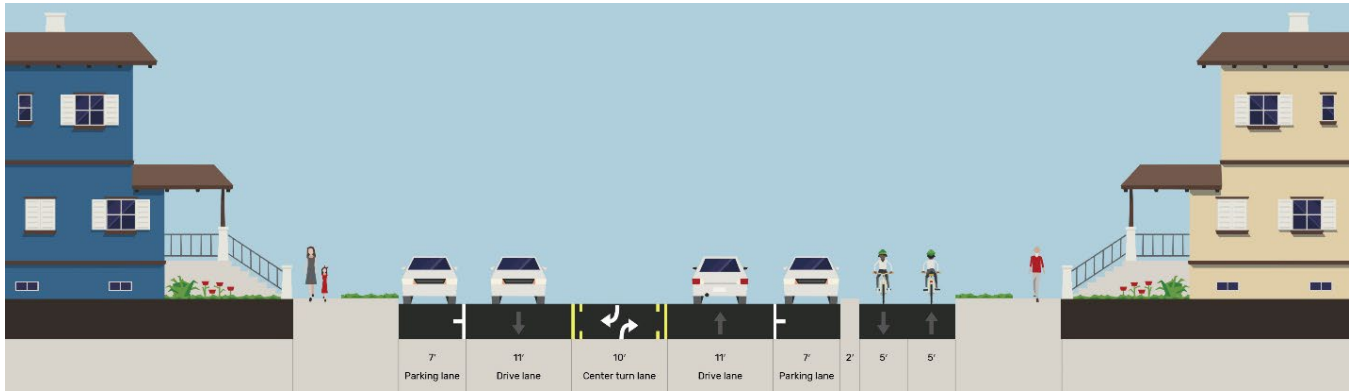 7' 11' 10' 11' 7' 2' 5' 5'
Parking lane Drive lane Center turn lane Drive lane Parking lane